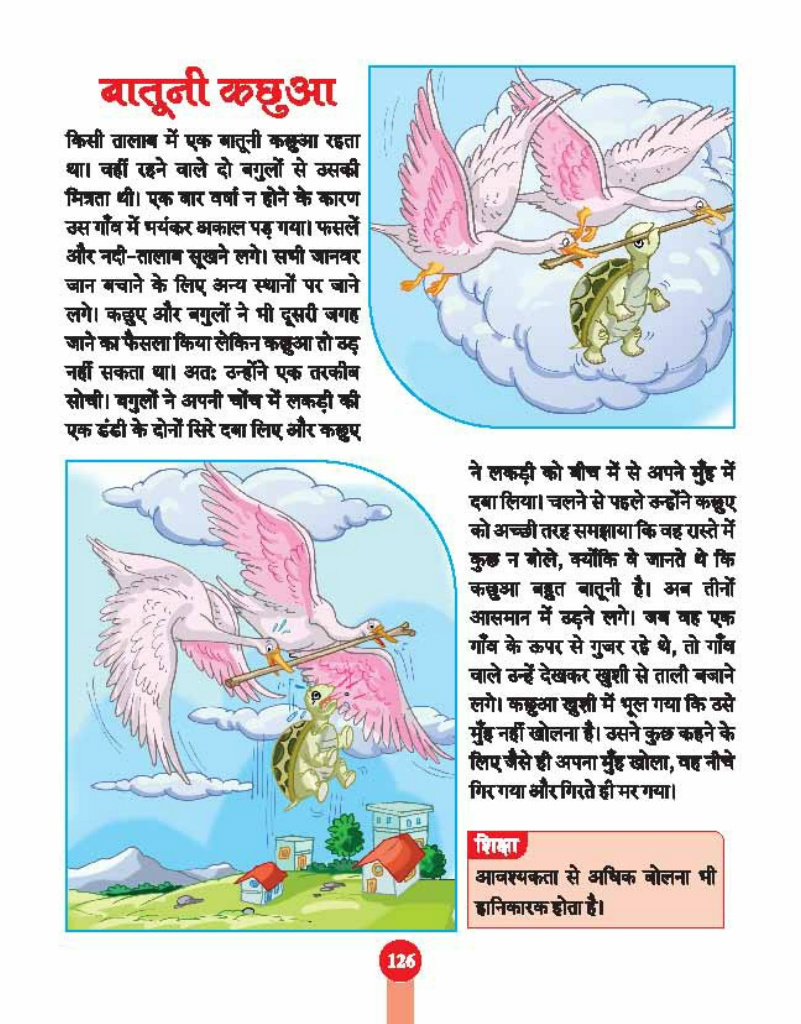 बातूनी कछुआ
किसी तालाब में एक बातूनी कछुआ रहता
था। वहीं रहने वाले दो बगुलों से उसकी
मित्रता थी। एक बार वर्षा न होने के कारण
उस गाँव में भयंकर अकाल पड़ गया। फसलें
और नदी-तालाब सूखने लगे। सभी जानवर
जान बचाने के लिए अन्य स्थानों पर जाने
लगे। कछुए और बगुलों ने भी दूसरी जगह
जाने का फैसला किया लेकिन कछुआ तो उड़
नहीं सकता था। अतः उन्होंने एक तरकीब
सोची। बगुलों ने अपनी चोंच में लकड़ी की
एक डंडी के दोनों सिरे दबा लिए और कछुए
ने लकड़ी को बीच में से अपने मुँह में
दबा लिया। चलने से पहले उन्होंने कछुए
को अच्छी तरह समझाया कि वह रास्ते में
कुछ न बोले, क्योंकि वे जानते थे कि
कछुआ बहुत बातूनी है। अब तीनों
आसमान में उड़ने लगे। जब वह एक
गाँव के ऊपर से गुजर रहे थे, तो गाँव
वाले उन्हें देखकर खुशी से ताली बजाने
लगे। कछुआ खुशी में भूल गया कि उसे
मुँह नहीं खोलना है। उसने कुछ कहने के
लिए जैसे ही अपना मुँह खोला, वह नीचे
गिर गया और गिरते ही मर गया।
शिक्षा
आवश्यकता से अधिक बोलना भी
हानिकारक होता है।
126